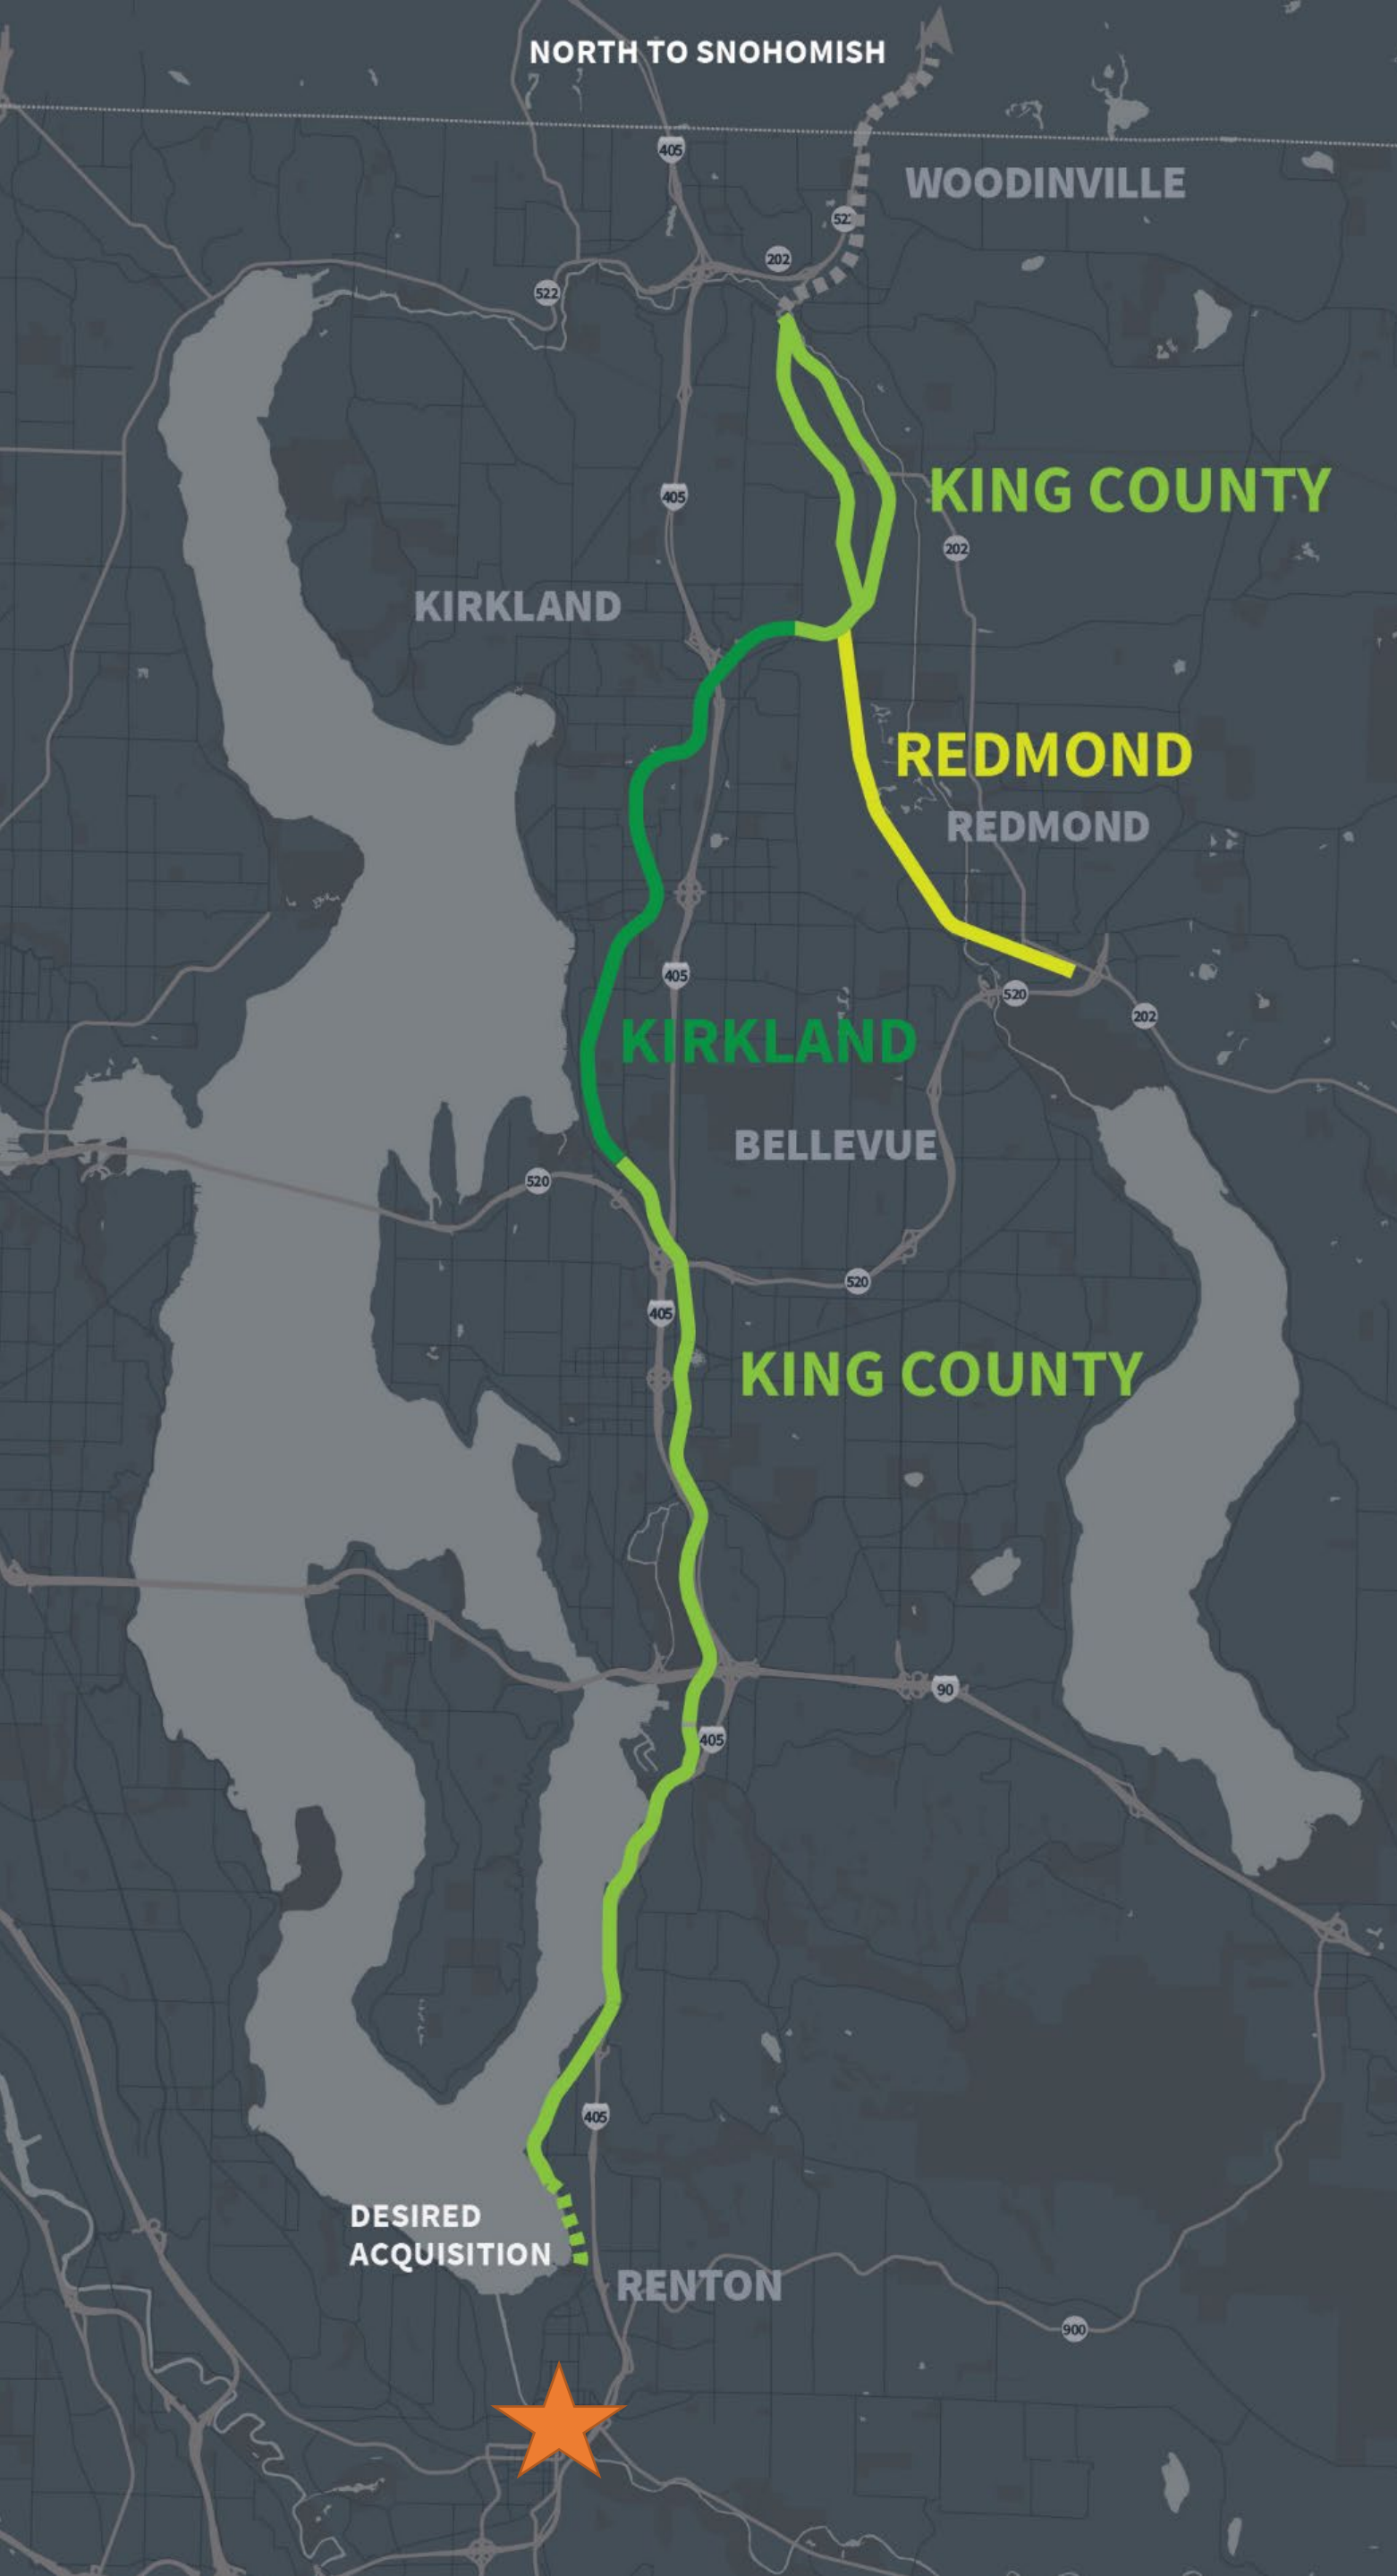 NORTH TO SNOHOMISH
405
WOODINVILLE
522
202
522
KING COUNTY
405
202
KIRKLAND
REDMOND
REDMOND
405
520
202
KIRKLAND
BELLEVUE
520
520
405
KING COUNTY
90
405
405
DESIRED
ACQUISITION
RENTON
900